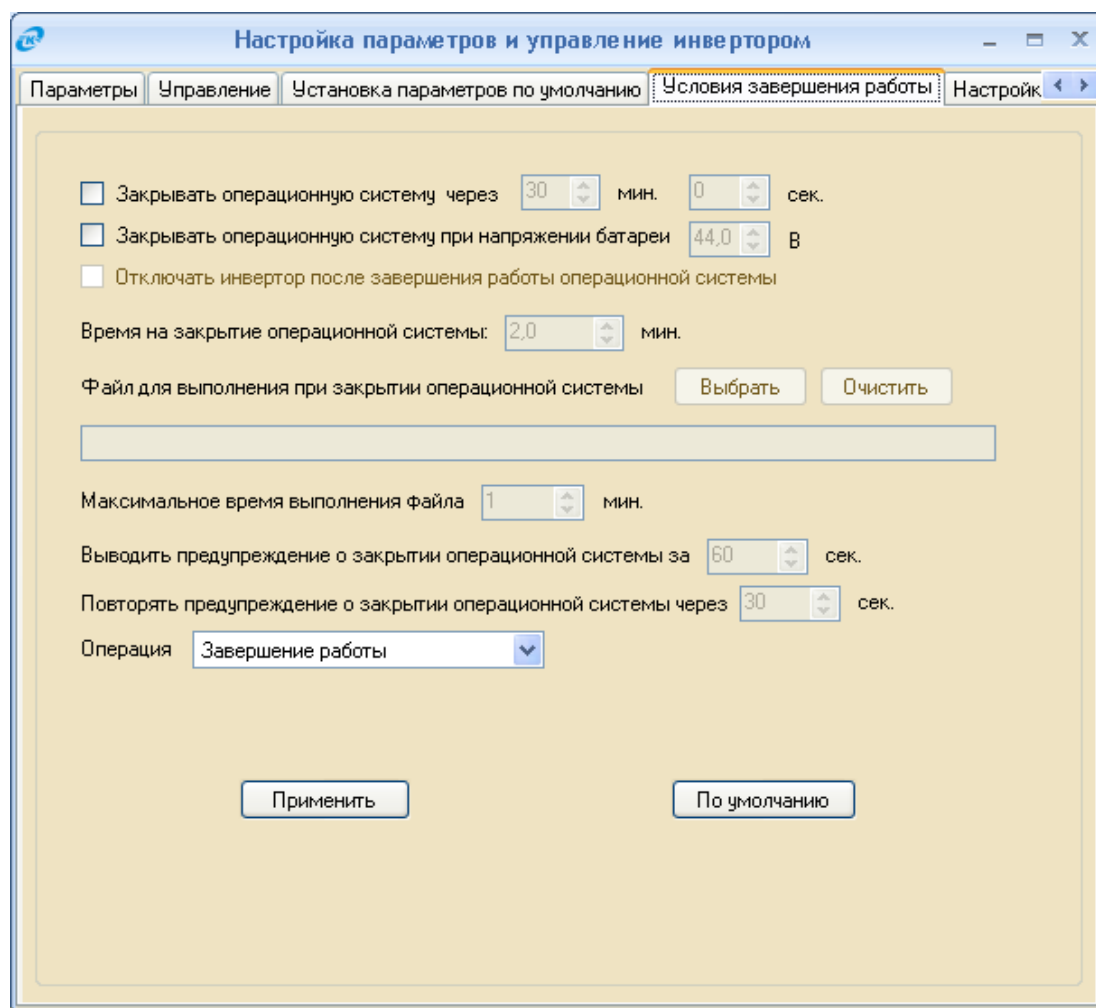 Настройка параметров и управление инвертором
Параметры Управление Установка параметров по умолчанию Условия завершения работы Настройк
Закрывать операционную систему через 30 мин. 0 сек.
Закрывать операционную систему при напряжении батареи 44,0 В
Отключать инвертор после завершения работы операционной системы
Время на закрытие операционной системы: 2,0 мин.
Файл для выполнения при закрытии операционной системы Выбрать Очистить
Максимальное время выполнения файла 1 мин.
Выводить предупреждение о закрытии операционной системы за 60 сек.
Повторять предупреждение о закрытии операционной системы через 30 сек.
Операция Завершение работы
Применить По умолчанию